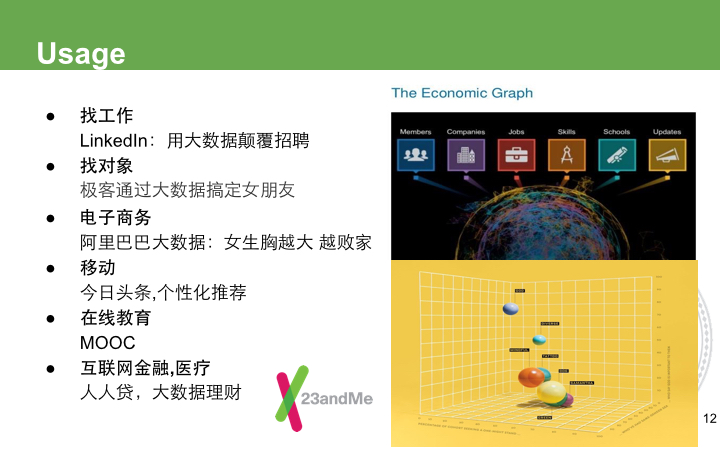 Usage
● 找工作
LinkedIn：用大数据颠覆招聘
● 找对象
极客通过大数据搞定女朋友
● 电子商务
阿里巴巴大数据：女生胸越大 越败家
● 移动
今日头条,个性化推荐
● 在线教育
MOOC
● 互联网金融,医疗
人人贷，大数据理财
23andMe
The Economic Graph
Members Companies Jobs Skills Schools Updates
12